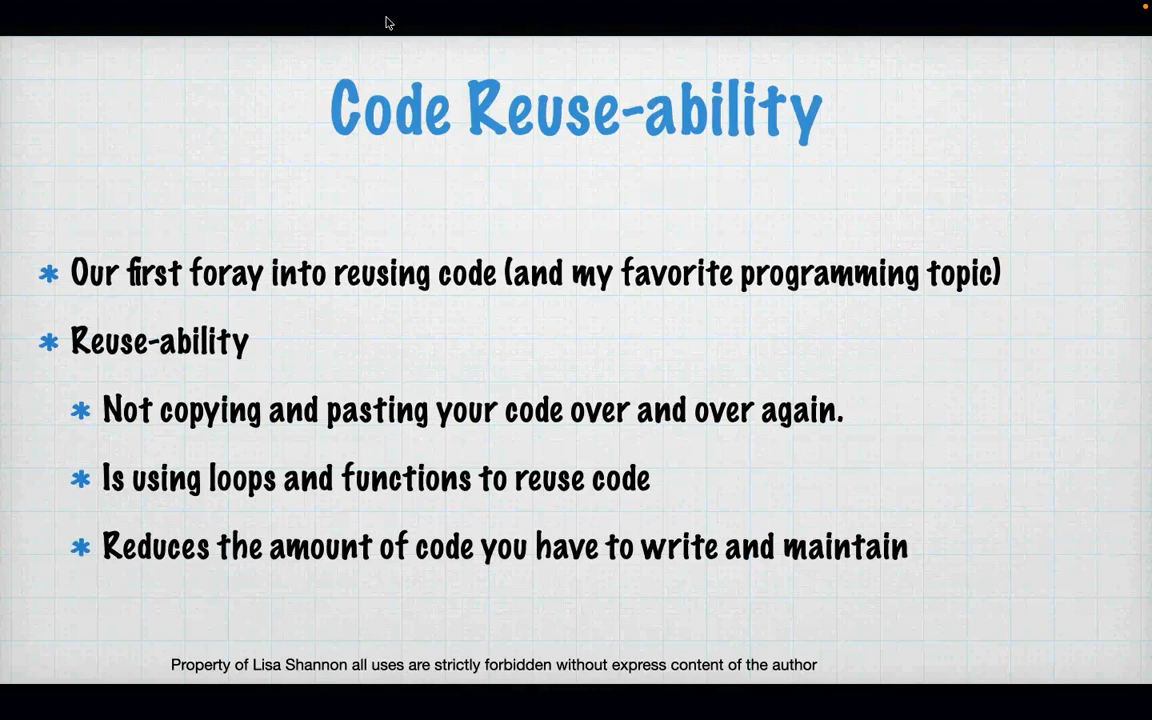 Code Reuse-ability
* Our first foray into reusing code (and my favorite programming topic)
* Reuse-ability
* Not copying and pasting your code over and over again.
* Is using loops and functions to reuse code
* Reduces the amount of code you have to write and maintain
Property of Lisa Shannon all uses are strictly forbidden without express content of the author